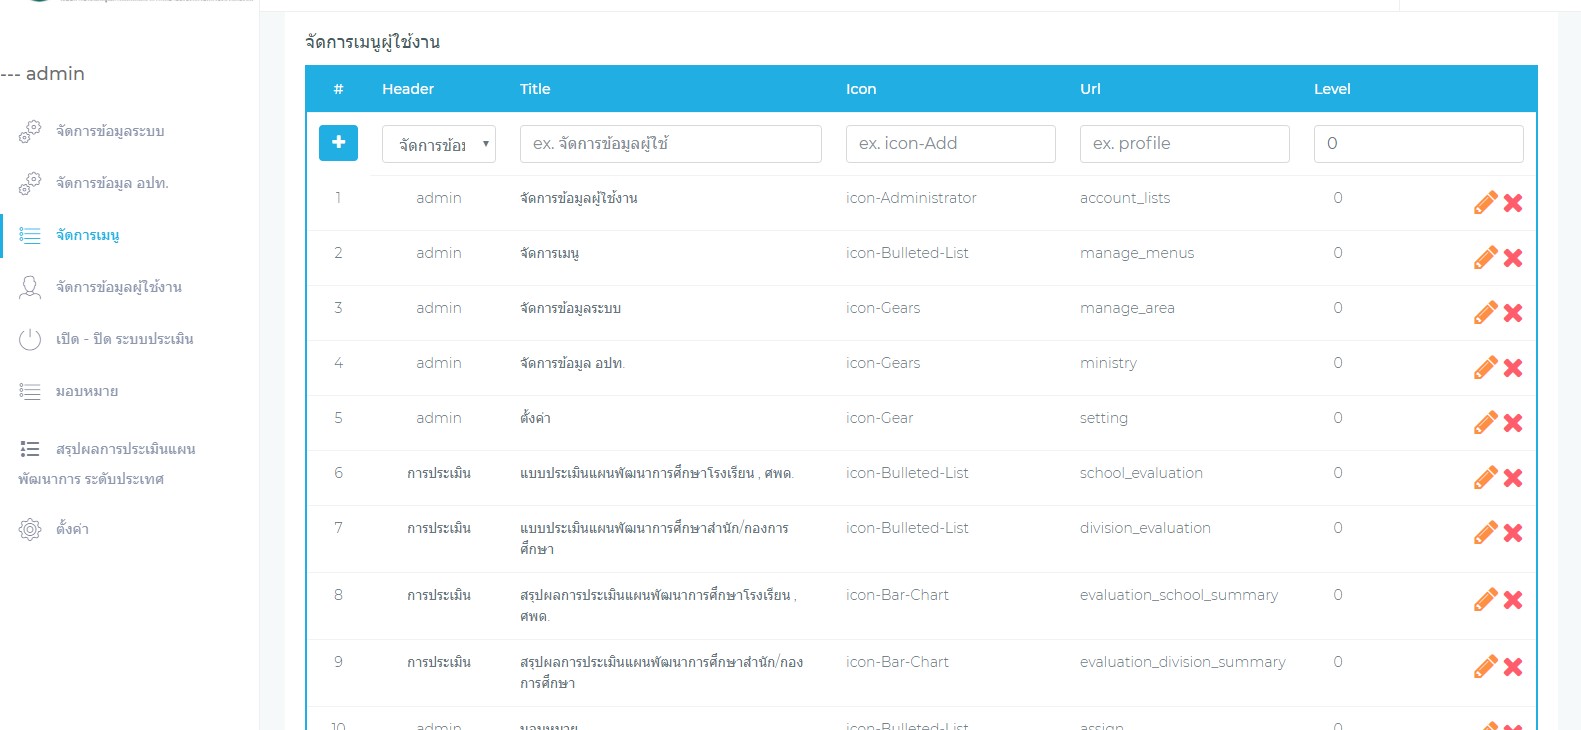 --- admin
จัดการข้อมูลระบบ
จัดการข้อมูล อปท.
จัดการเมนู
จัดการข้อมูลผู้ใช้งาน
เปิด - ปิด ระบบประเมิน
มอบหมาย
สรุปผลการประเมินแผน
พัฒนาการ ระดับประเทศ
ตั้งค่า
จัดการเมนูผู้ใช้งาน
# Header Title Icon Url Level
จัดการข้อมูล ex. จัดการข้อมูลผู้ใช้ ex. icon-Add ex. profile 0
1 admin จัดการข้อมูลผู้ใช้งาน icon-Administrator account_lists 0
2 admin จัดการเมนู icon-Bulleted-List manage_menus 0
3 admin จัดการข้อมูลระบบ icon-Gears manage_area 0
4 admin จัดการข้อมูล อปท. icon-Gears ministry 0
5 admin ตั้งค่า icon-Gear setting 0
6 การประเมิน แบบประเมินแผนพัฒนาการศึกษาโรงเรียน , ศพด. icon-Bulleted-List school_evaluation 0
7 การประเมิน แบบประเมินแผนพัฒนาการศึกษาสำนัก/กองการ icon-Bulleted-List division_evaluation 0
ศึกษา
8 การประเมิน สรุปผลการประเมินแผนพัฒนาการศึกษาโรงเรียน , icon-Bar-Chart evaluation_school_summary 0
ศพด.
9 การประเมิน สรุปผลการประเมินแผนพัฒนาการศึกษาสำนัก/กอง icon-Bar-Chart evaluation_division_summary 0
การศึกษา
10 admin มอบหมาย icon-Bulleted-List assign 0